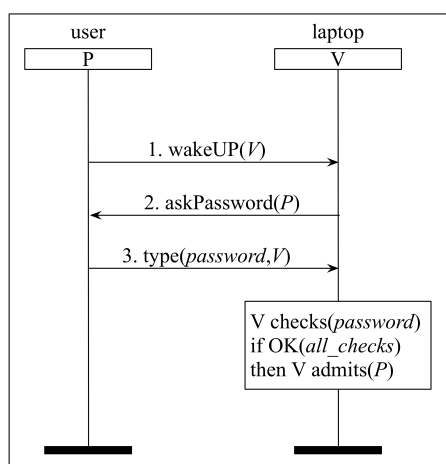 user
laptop
P
V
1. wakeUP(V)
2. askPassword(P)
3. type(password,V)
V checks(password)
if OK(all_checks)
then V admits(P)